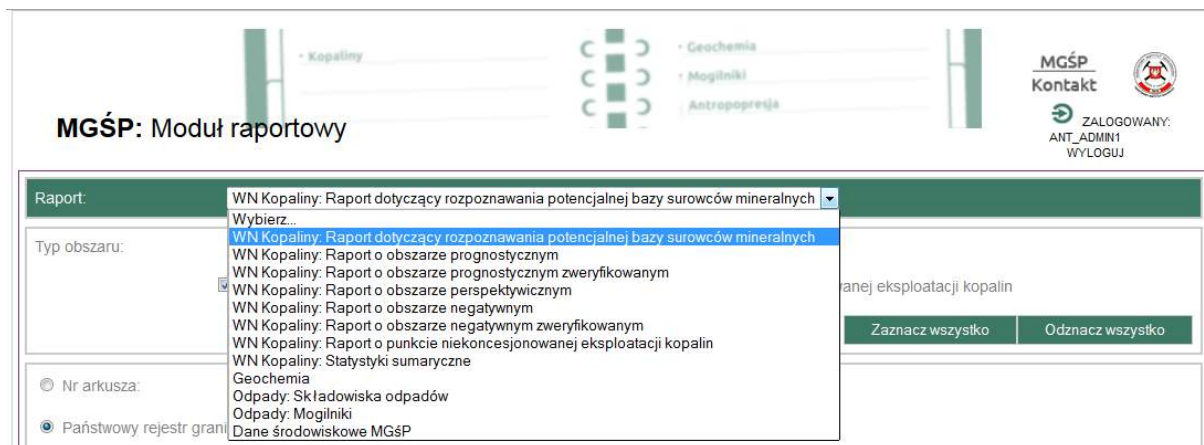 • Kopaliny
• Geochemia
• Mogilniki
Antropopresja
MGŚP
Kontakt
MGŚP: Moduł raportowy
ZALOGOWANY:
ANT_ADMIN1
WYLOGUJ
Raport:
WN Kopaliny: Raport dotyczący rozpoznawania potencjalnej bazy surowców mineralnych
Wybierz...
WN Kopaliny: Raport dotyczący rozpoznawania potencjalnej bazy surowców mineralnych
Typ obszaru:
WN Kopaliny: Raport o obszarze prognostycznym
WN Kopaliny: Raport o obszarze prognostycznym zweryfikowanym
WN Kopaliny: Raport o obszarze perspektywicznym
WN Kopaliny: Raport o obszarze negatywnym
WN Kopaliny: Raport o obszarze negatywnym zweryfikowanym
WN Kopaliny: Raport o punkcie niekoncesjonowanej eksploatacji kopalin
WN Kopaliny: Statystyki sumaryczne
Geochemia
Odpady: Składowiska odpadów
Odpady: Mogilniki
Dane środowiskowe MGśP
anej eksploatacji kopalin
Zaznacz wszystko
Odznacz wszystko
Nr arkusza:
Państwowy rejestr grani